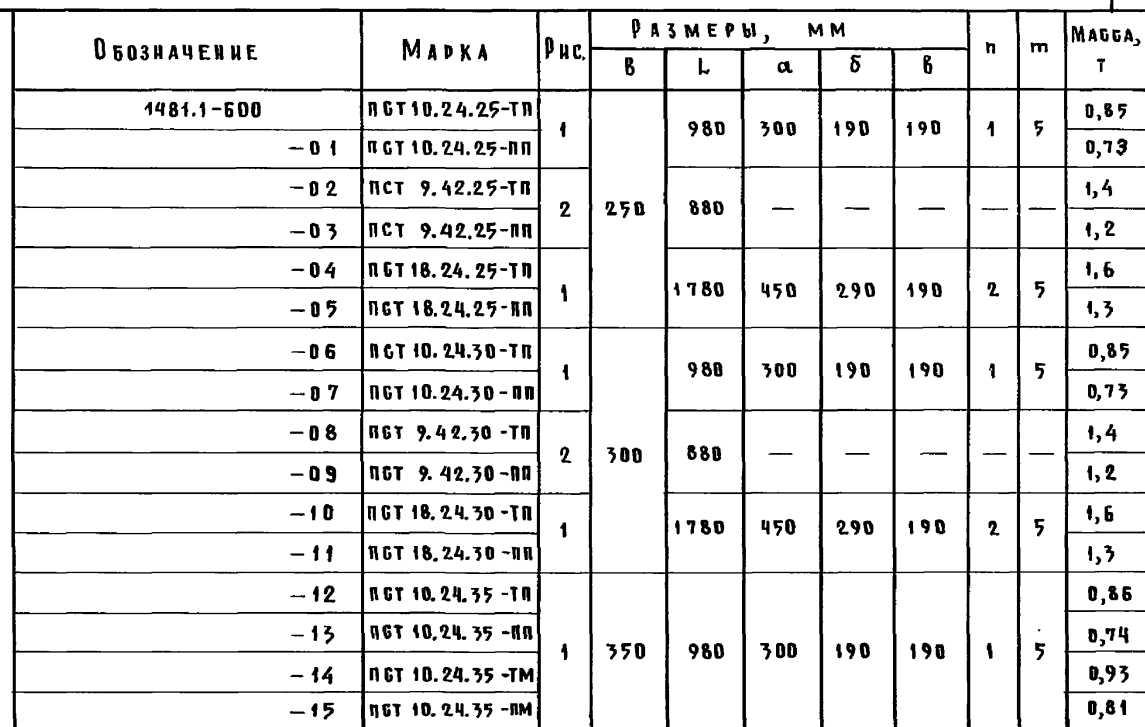 Обозначение Марка Рис. Размеры, мм n m Масса, т
В L а б в
1481.1-600 ПСТ10.24.25-ТП 1 250 980 300 190 190 1 5 0,85
-01 ПСТ 10.24.25-ПП 0,73
-02 ПСТ 9.42.25-ТП 2 880 — — — — — 1,4
-03 ПСТ 9.42.25-ПП 1,2
-04 ПСТ 18.24.25-ТП 1 1780 450 290 190 2 5 1,6
-05 ПСТ 18.24.25-ПП 1,3
-06 ПСТ 10.24.30-ТП 1 300 980 300 190 190 1 5 0,85
-07 ПСТ 10.24.30-ПП 0,73
-08 ПСТ 9.42.30-ТП 2 880 — — — — — 1,4
-09 ПСТ 9.42.30-ПП 1,2
-10 ПСТ 18.24.30-ТП 1 1780 450 290 190 2 5 1,6
-11 ПСТ 18.24.30-ПП 1,3
-12 ПСТ 10.24.35-ТП 1 350 980 300 190 190 1 5 0,86
-13 ПСТ 10.24.35-ПП 0,74
-14 ПСТ 10.24.35-ТМ 0,93
-15 ПСТ 10.24.35-ПМ 0,81